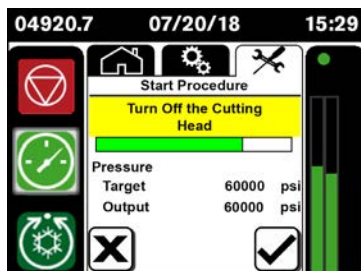 04920.7 07/20/18 15:29
Start Procedure
Turn Off the Cutting
Head
Pressure
Target 60000 psi
Output 60000 psi